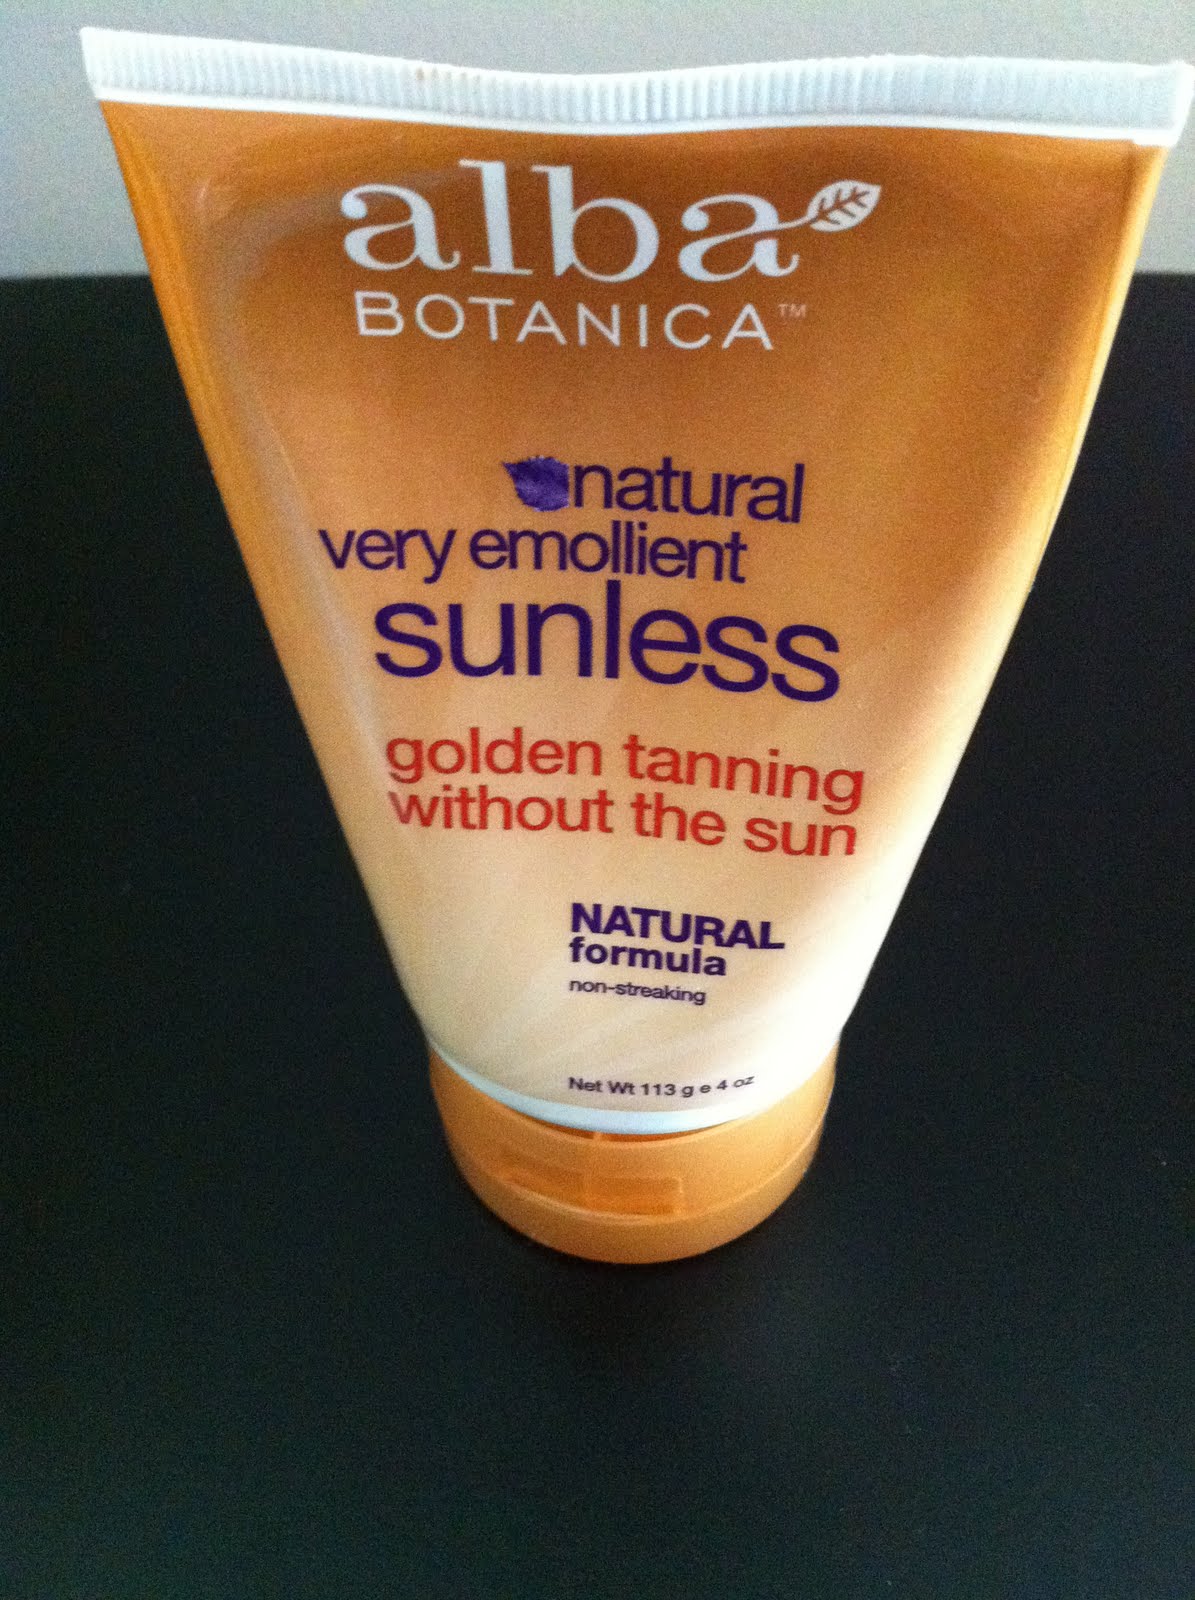 alba
BOTANICA™
natural
very emollient
sunless
golden tanning
without the sun
NATURAL
formula
non-streaking
Net Wt 113 g e 4 oz